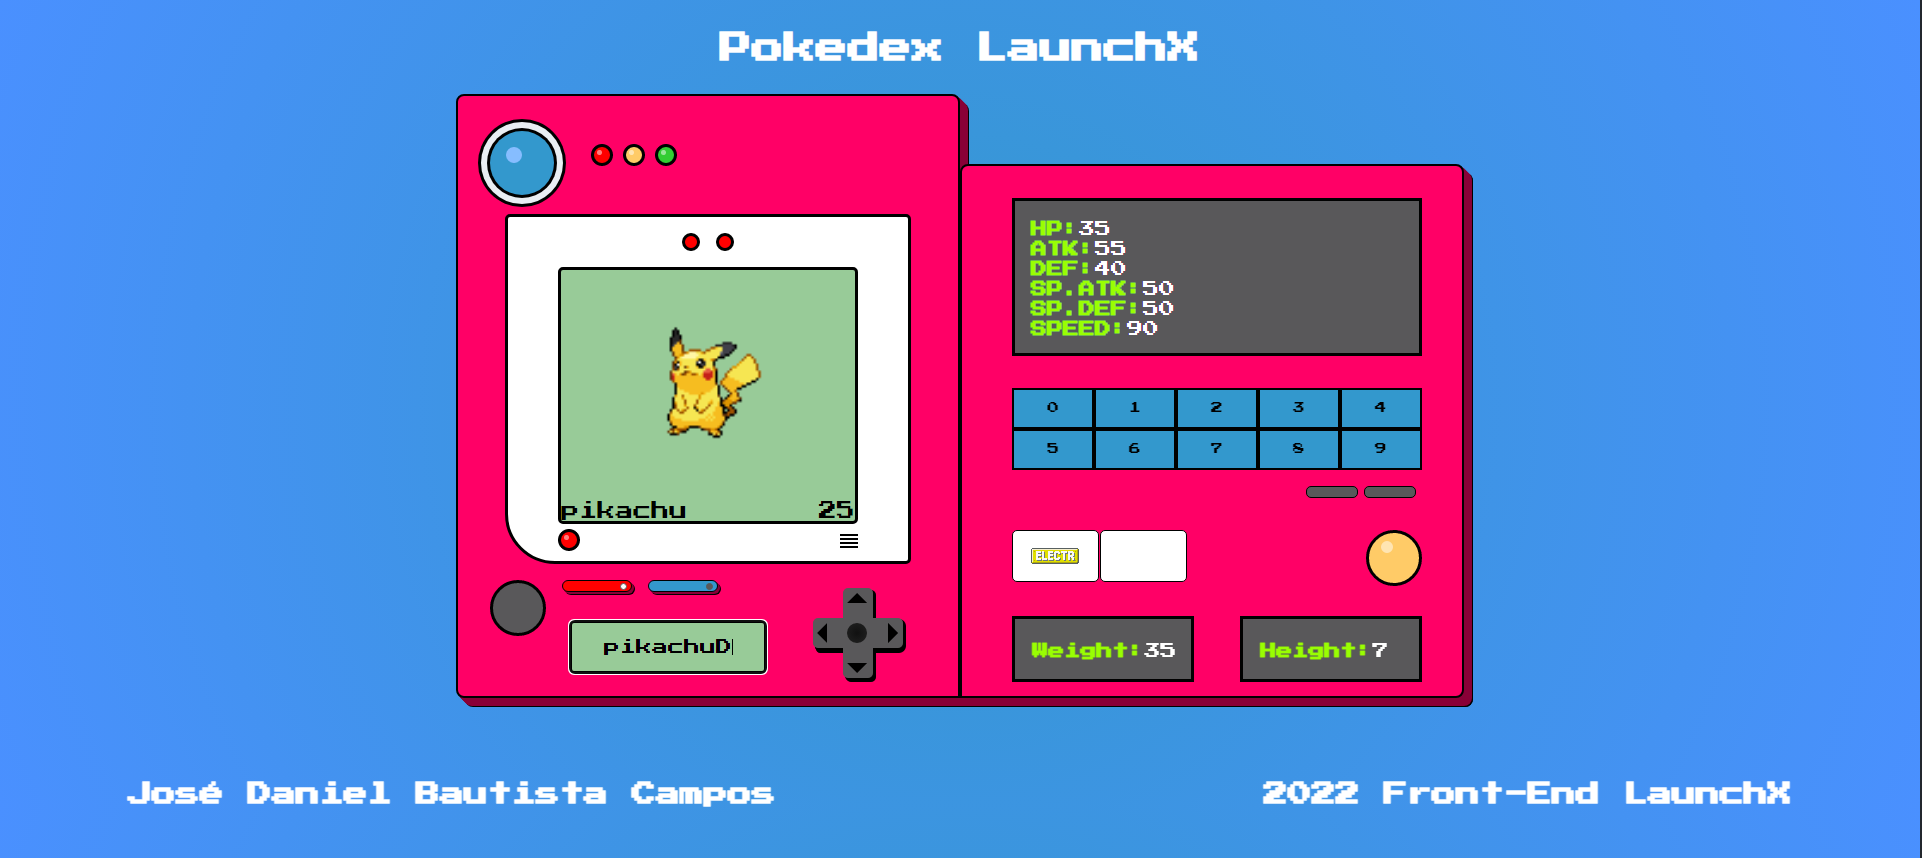 Pokedex LaunchX
HP:35
ATK:55
DEF:40
SP.ATK:50
SP.DEF:50
SPEED:90
0 1 2 3 4
5 6 7 8 9
pikachu 25
ELECTR
pikachuD
Weight:35 Height:7
José Daniel Bautista Campos 2022 Front-End LaunchX